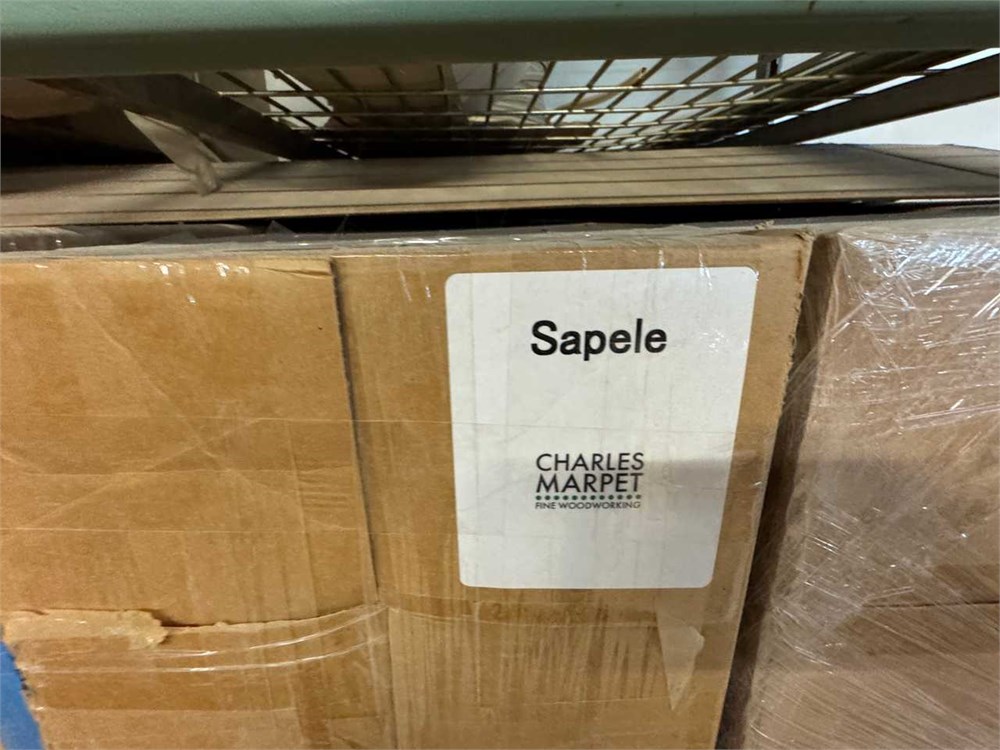 Sapele
CHARLES
MARPET
FINE WOODWORKING